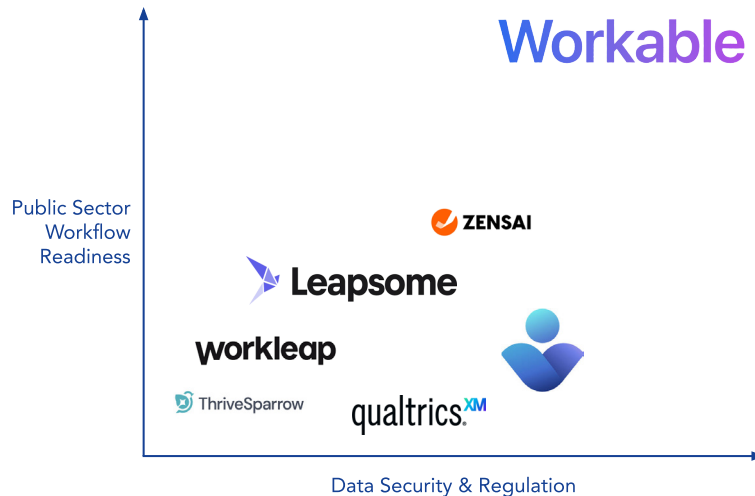 Workable
Public Sector
Workflow
Readiness
ZENSAI
Leapsome
workleap
ThriveSparrow
qualtrics.XM
Data Security & Regulation